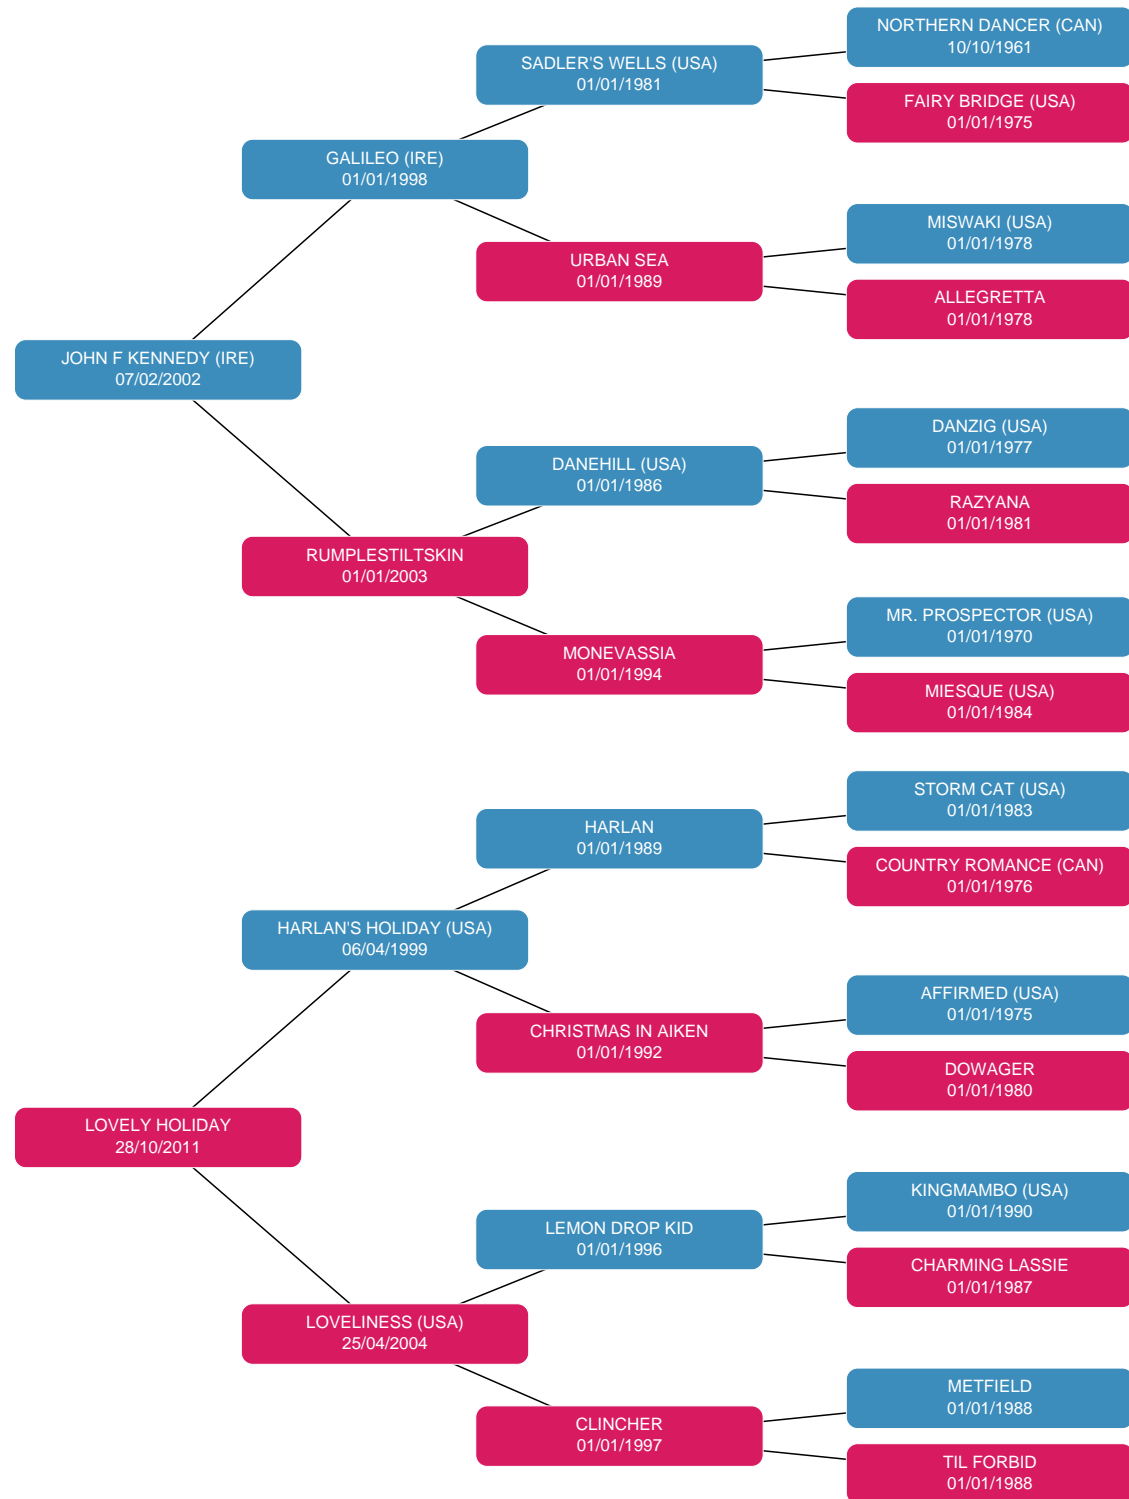 NORTHERN DANCER (CAN)
10/10/1961
SADLER'S WELLS (USA)
01/01/1981
FAIRY BRIDGE (USA)
01/01/1975
GALILEO (IRE)
01/01/1998
MISWAKI (USA)
01/01/1978
URBAN SEA
01/01/1989
ALLEGRETTA
01/01/1978
JOHN F KENNEDY (IRE)
07/02/2002
DANZIG (USA)
01/01/1977
DANEHILL (USA)
01/01/1986
RAZYANA
01/01/1981
RUMPLESTILTSKIN
01/01/2003
MR. PROSPECTOR (USA)
01/01/1970
MONEVASSIA
01/01/1994
MIESQUE (USA)
01/01/1984
STORM CAT (USA)
01/01/1983
HARLAN
01/01/1989
COUNTRY ROMANCE (CAN)
01/01/1976
HARLAN'S HOLIDAY (USA)
06/04/1999
AFFIRMED (USA)
01/01/1975
CHRISTMAS IN AIKEN
01/01/1992
DOWAGER
01/01/1980
LOVELY HOLIDAY
28/10/2011
KINGMAMBO (USA)
01/01/1990
LEMON DROP KID
01/01/1996
CHARMING LASSIE
01/01/1987
LOVELINESS (USA)
25/04/2004
METFIELD
01/01/1988
CLINCHER
01/01/1997
TIL FORBID
01/01/1988